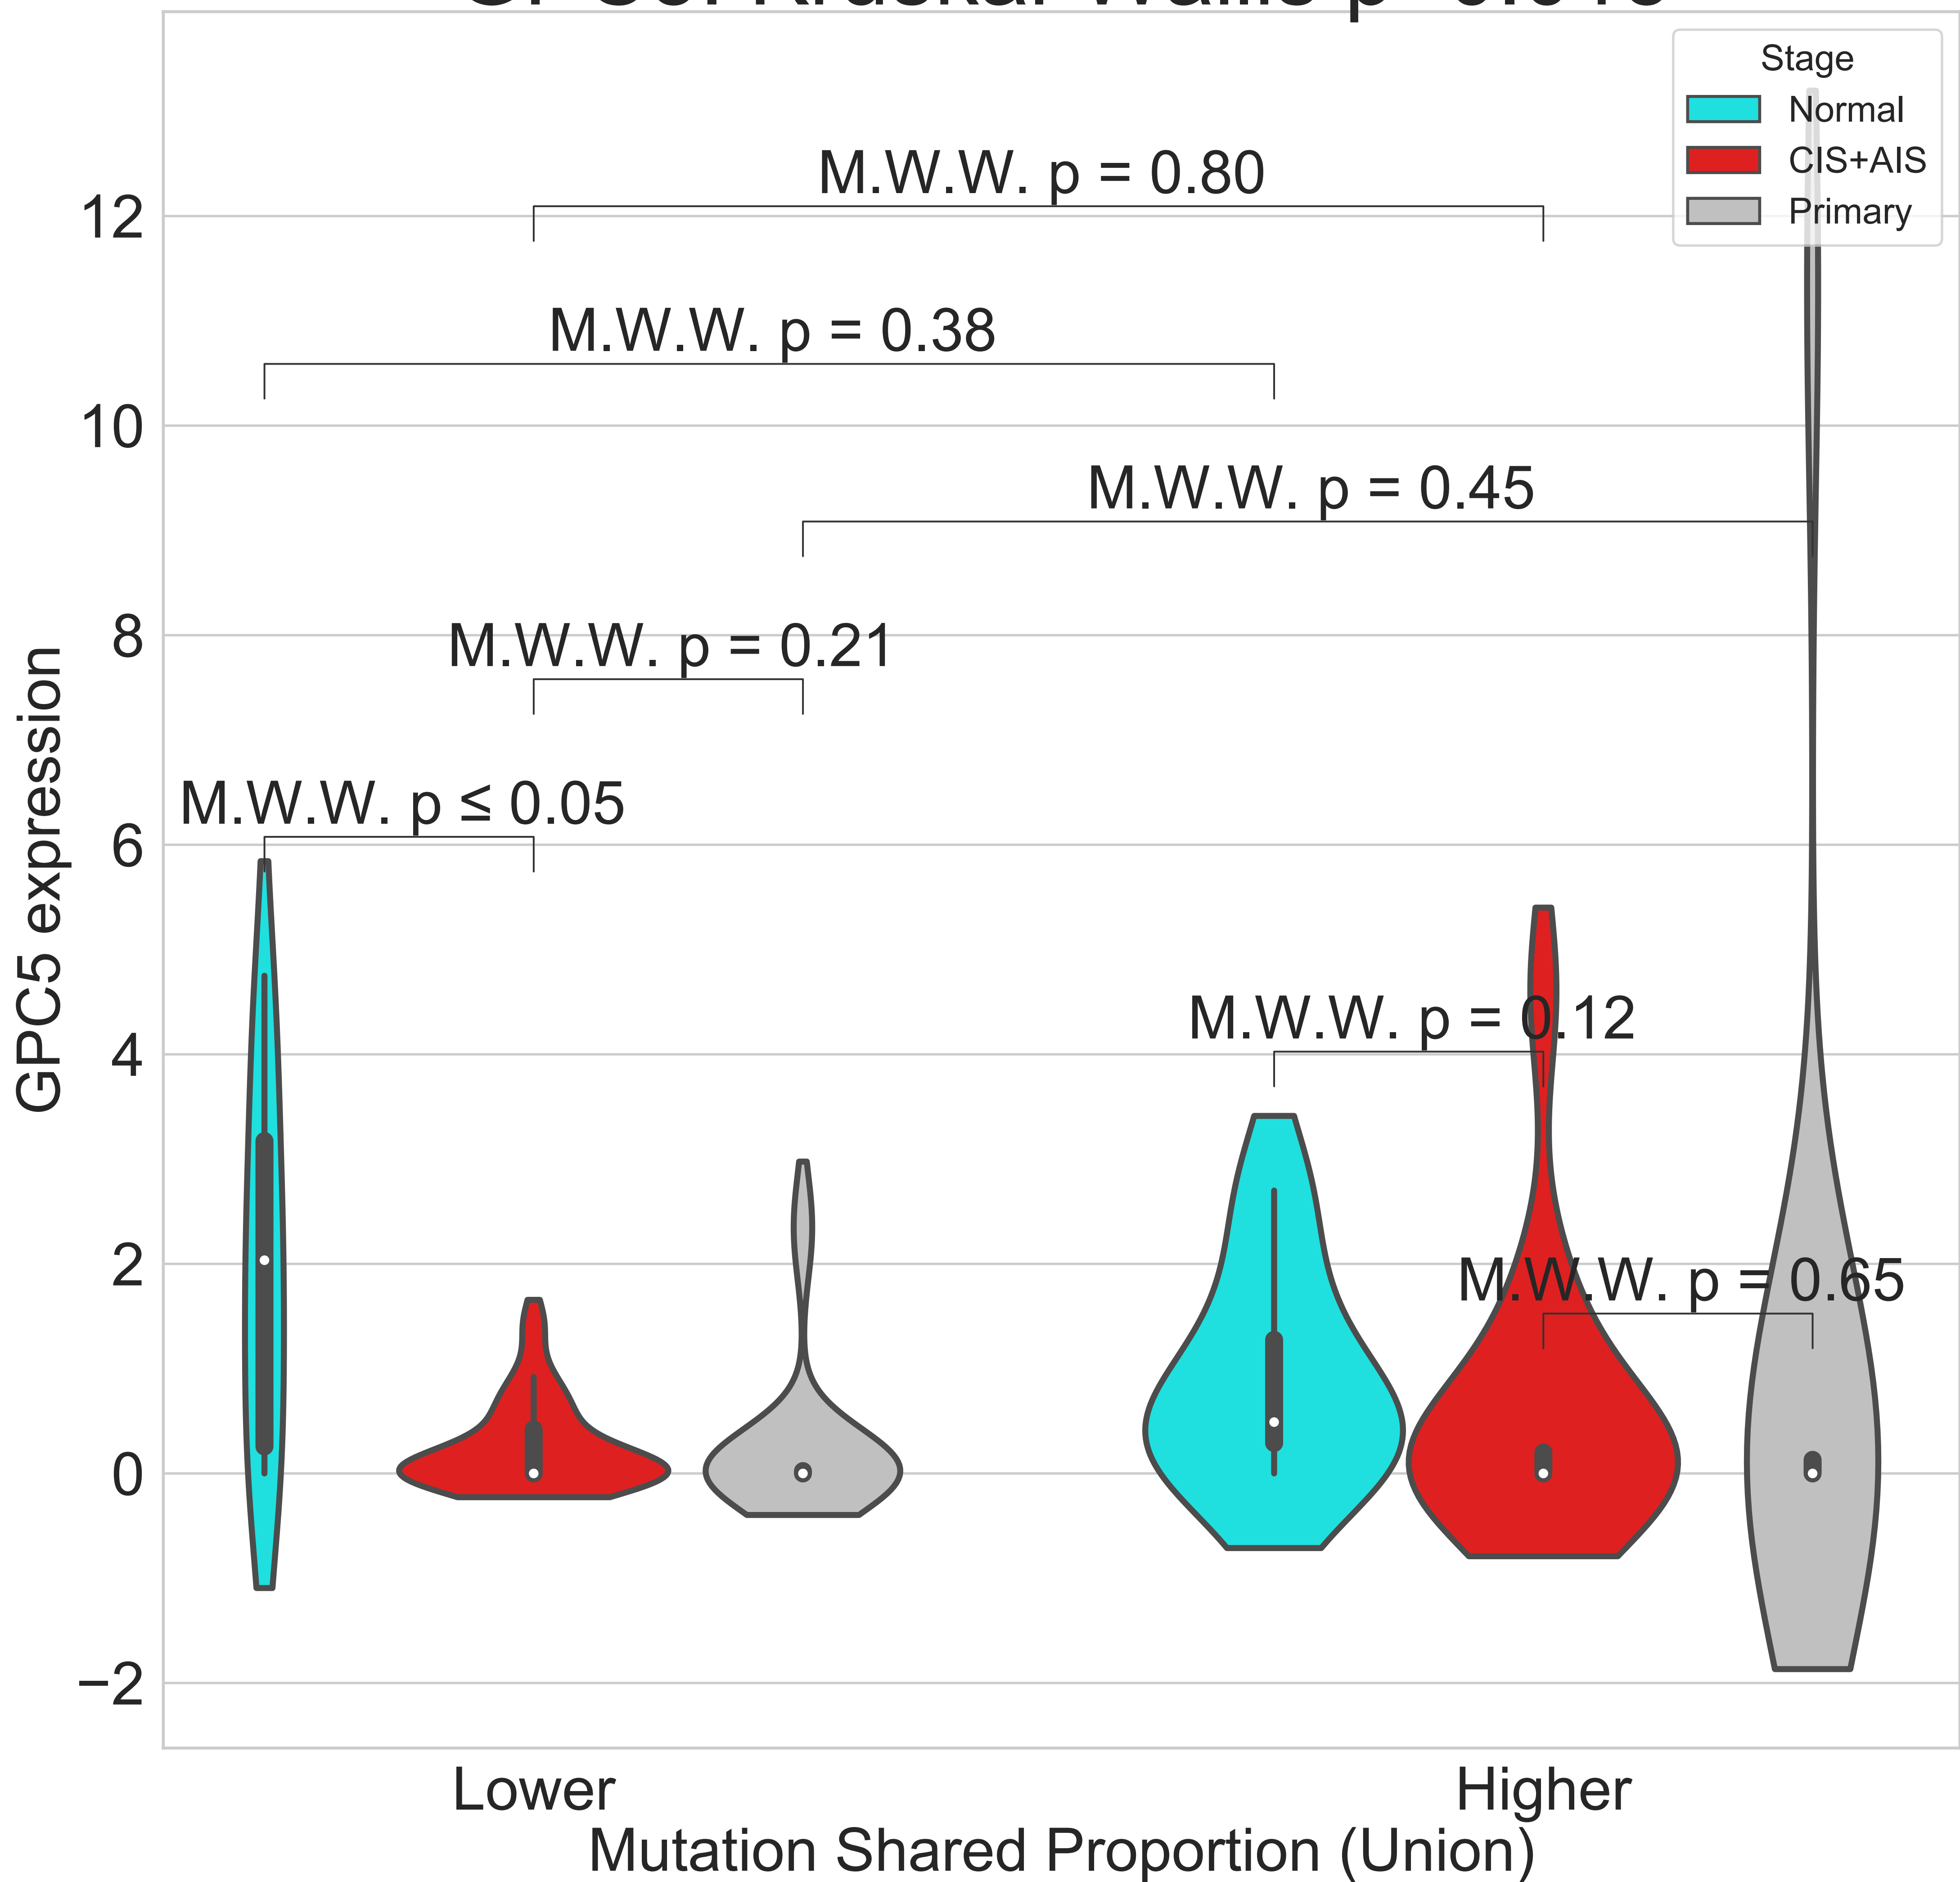 Stage
Normal
CIS+AIS
Primary
M.W.W. p = 0.80
M.W.W. p = 0.38
M.W.W. p = 0.45
M.W.W. p = 0.21
M.W.W. p ≤ 0.05
M.W.W. p = 0.12
M.W.W. p = 0.65
GPC5 expression
12
10
8
6
4
2
0
−2
Lower
Higher
Mutation Shared Proportion (Union)